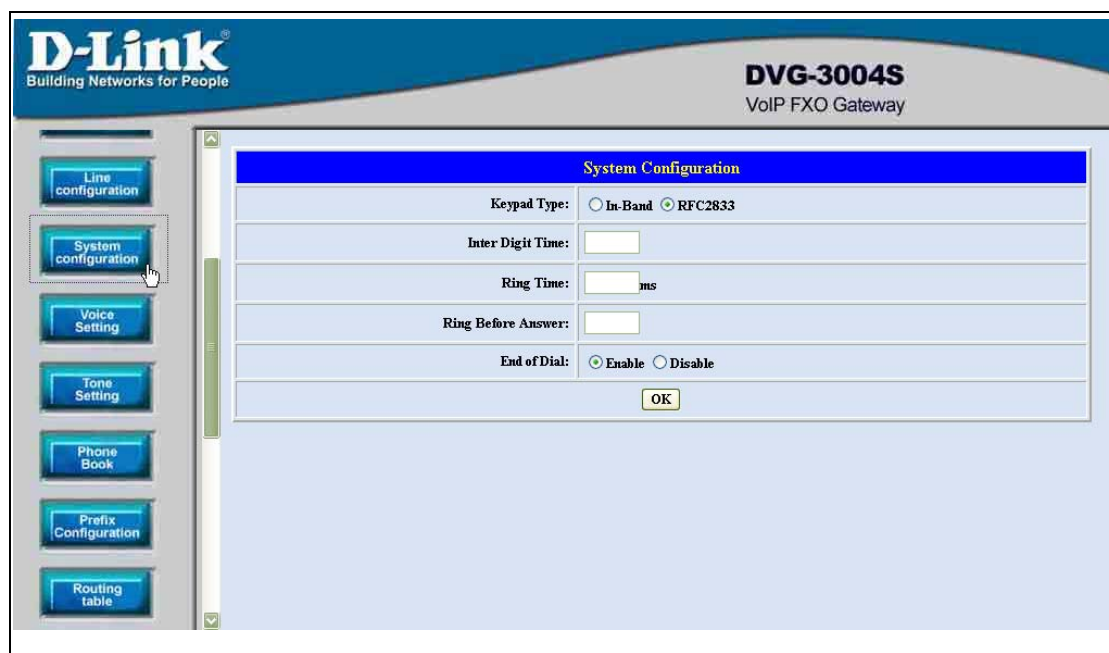 D-Link®
Building Networks for People
DVG-3004S
VoIP FXO Gateway
Line
configuration
System
configuration
Voice
Setting
Tone
Setting
Phone
Book
Prefix
Configuration
Routing
table
System Configuration
Keypad Type: In-Band RFC2833
Inter Digit Time:
Ring Time: ms
Ring Before Answer:
End of Dial: Enable Disable
OK